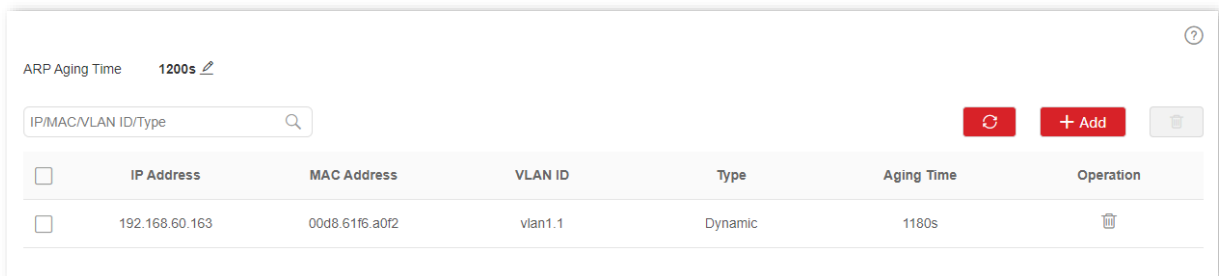 ?
ARP Aging Time 1200s
IP/MAC/VLAN ID/Type
+ Add
IP Address MAC Address VLAN ID Type Aging Time Operation
192.168.60.163 00d8.61f6.a0f2 vlan1.1 Dynamic 1180s